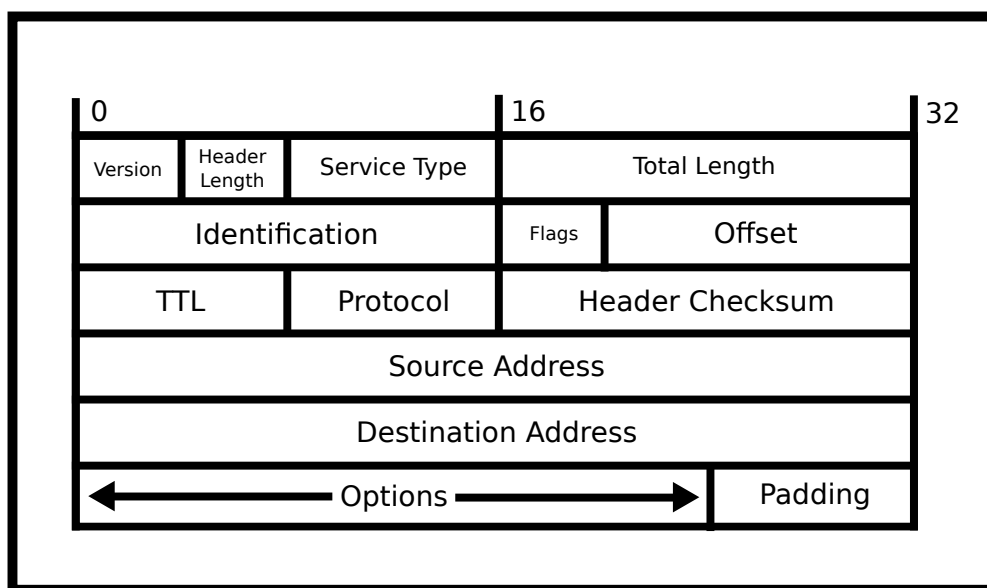 0 16 32
Version Header Length Service Type Total Length
Identification Flags Offset
TTL Protocol Header Checksum
Source Address
Destination Address
Options Padding